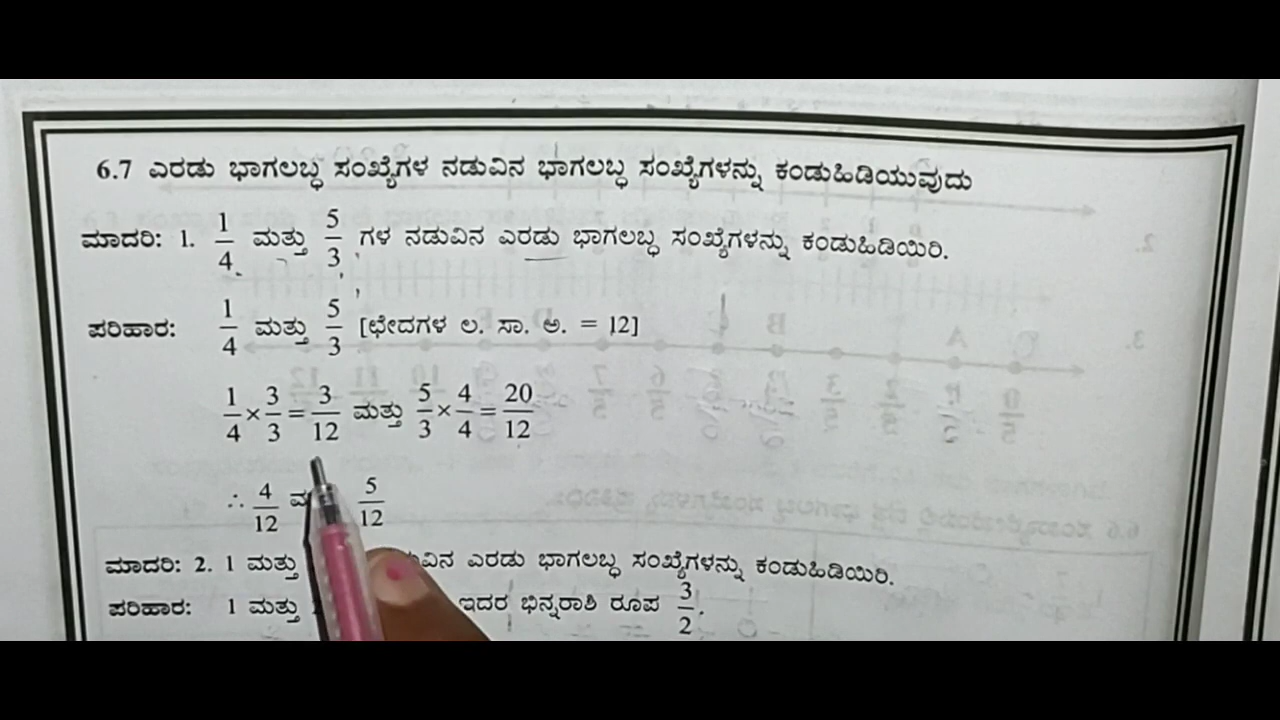 6.7 ಎರಡು ಭಾಗಲಬ್ಧ ಸಂಖ್ಯೆಗಳ ನಡುವಿನ ಭಾಗಲಬ್ಧ ಸಂಖ್ಯೆಗಳನ್ನು ಕಂಡುಹಿಡಿಯುವುದು
ಮಾದರಿ: 1. 1/4 ಮತ್ತು 5/3 ಗಳ ನಡುವಿನ ಎರಡು ಭಾಗಲಬ್ಧ ಸಂಖ್ಯೆಗಳನ್ನು ಕಂಡುಹಿಡಿಯಿರಿ.
ಪರಿಹಾರ: 1/4 ಮತ್ತು 5/3 [ಛೇದಗಳ ಲ. ಸಾ. ಅ. = 12]
1/4 × 3/3 = 3/12 ಮತ್ತು 5/3 × 4/4 = 20/12
∴ 4/12 5/12
ಮಾದರಿ: 2. 1 ಮತ್ತು ಎರಡು ಭಾಗಲಬ್ಧ ಸಂಖ್ಯೆಗಳನ್ನು ಕಂಡುಹಿಡಿಯಿರಿ.
ಪರಿಹಾರ: 1 ಮತ್ತು ಇದರ ಭಿನ್ನರಾಶಿ ರೂಪ 3/2.